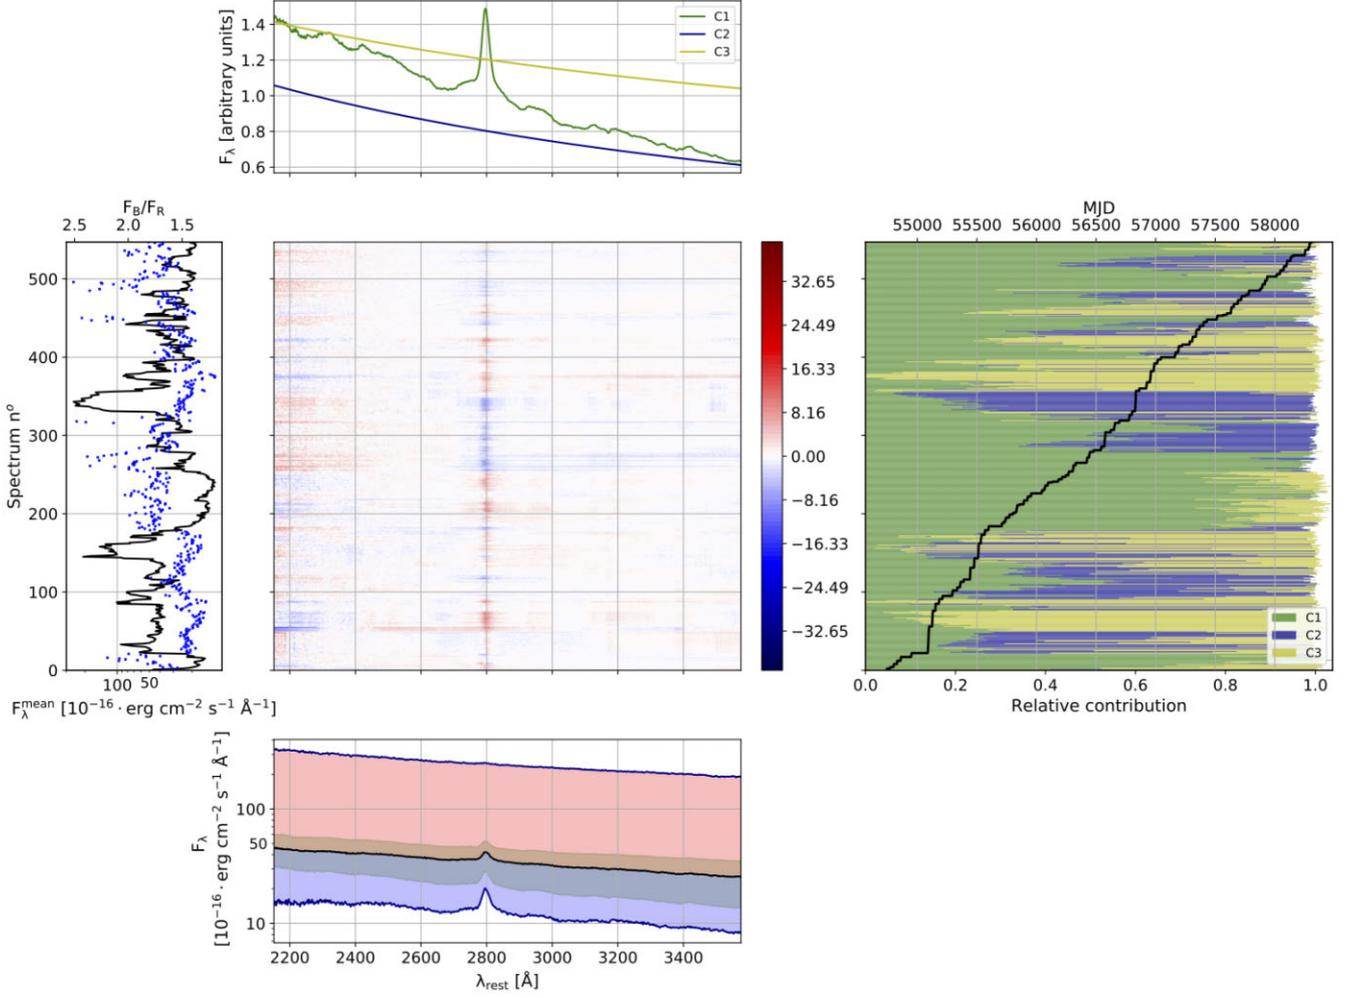 F_λ [arbitrary units]
1.4
1.2
1.0
0.8
0.6
C1
C2
C3
F_B/F_R
2.5 2.0 1.5
Spectrum nº
500
400
300
200
100
0
100 50
F_λ^mean [10^−16 · erg cm^−2 s^−1 Å^−1]
32.65
24.49
16.33
8.16
0.00
−8.16
−16.33
−24.49
−32.65
MJD
55000 55500 56000 56500 57000 57500 58000
C1
C2
C3
0.0 0.2 0.4 0.6 0.8 1.0
Relative contribution
F_λ
[10^−16 · erg cm^−2 s^−1 Å^−1]
100
50
10
2200 2400 2600 2800 3000 3200 3400
λ_rest [Å]